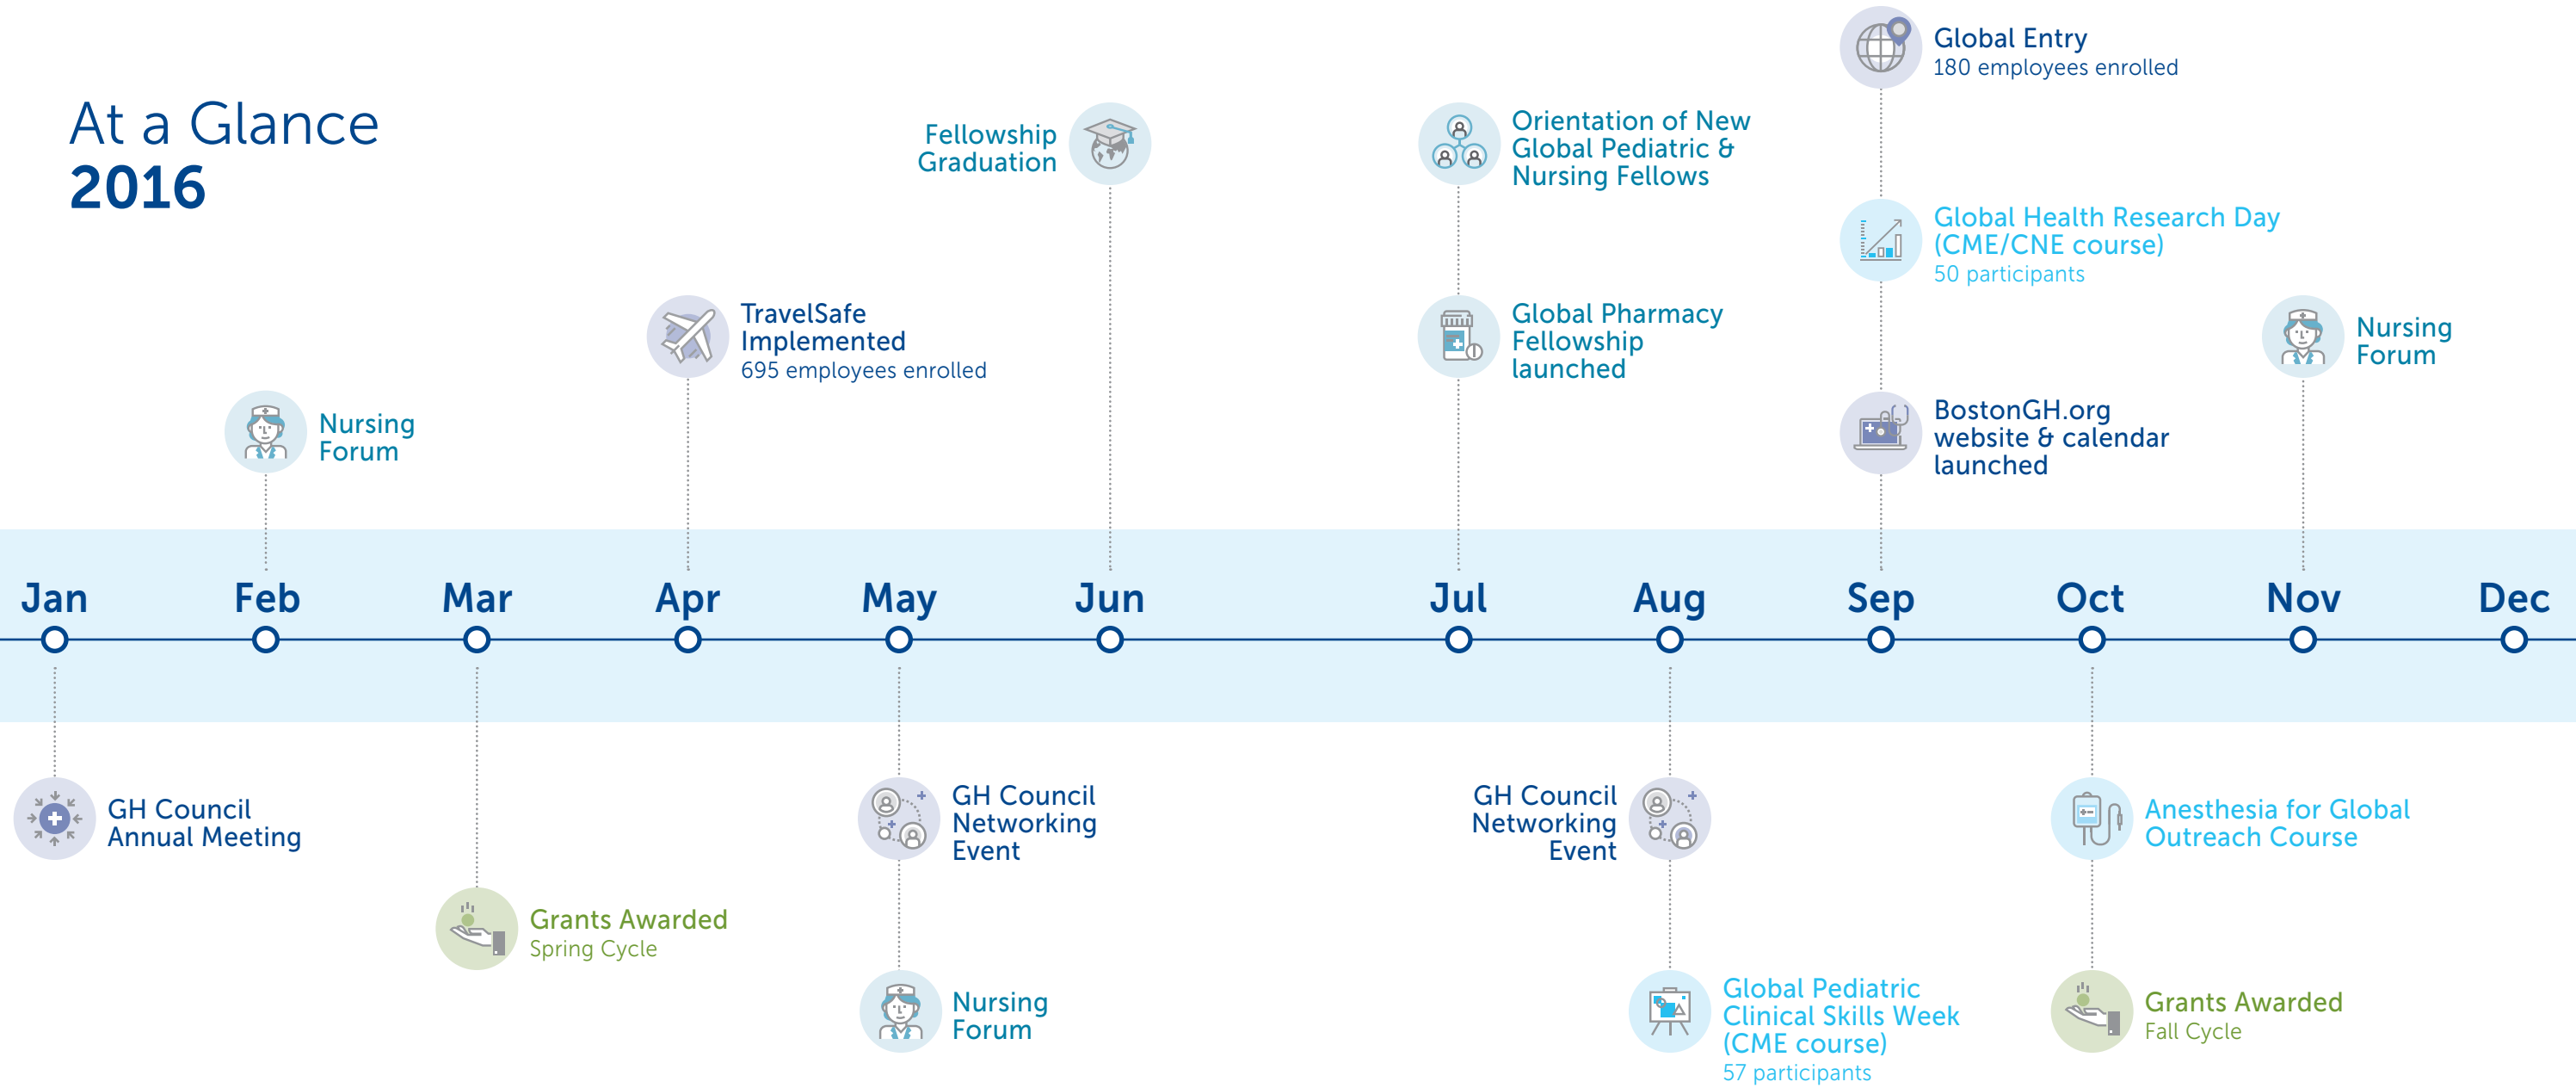 At a Glance
2016
Nursing
Forum
TravelSafe
Implemented
695 employees enrolled
Fellowship
Graduation
Orientation of New
Global Pediatric &
Nursing Fellows
Global Pharmacy
Fellowship
launched
Global Entry
180 employees enrolled
Global Health Research Day
(CME/CNE course)
50 participants
BostonGH.org
website & calendar
launched
Nursing
Forum
Jan Feb Mar Apr May Jun Jul Aug Sep Oct Nov Dec
GH Council
Annual Meeting
Grants Awarded
Spring Cycle
GH Council
Networking
Event
Nursing
Forum
GH Council
Networking
Event
Global Pediatric
Clinical Skills Week
(CME course)
57 participants
Anesthesia for Global
Outreach Course
Grants Awarded
Fall Cycle